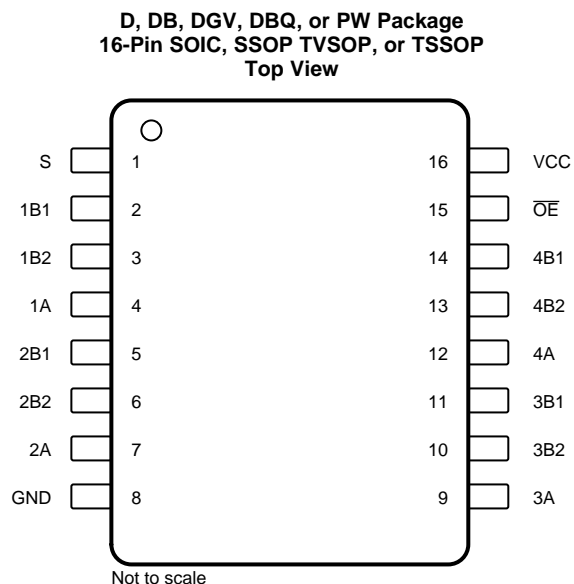 D, DB, DGV, DBQ, or PW Package
16-Pin SOIC, SSOP TVSOP, or TSSOP
Top View
S 1 16 VCC
1B1 2 15 O̅E̅
1B2 3 14 4B1
1A 4 13 4B2
2B1 5 12 4A
2B2 6 11 3B1
2A 7 10 3B2
GND 8 9 3A
Not to scale